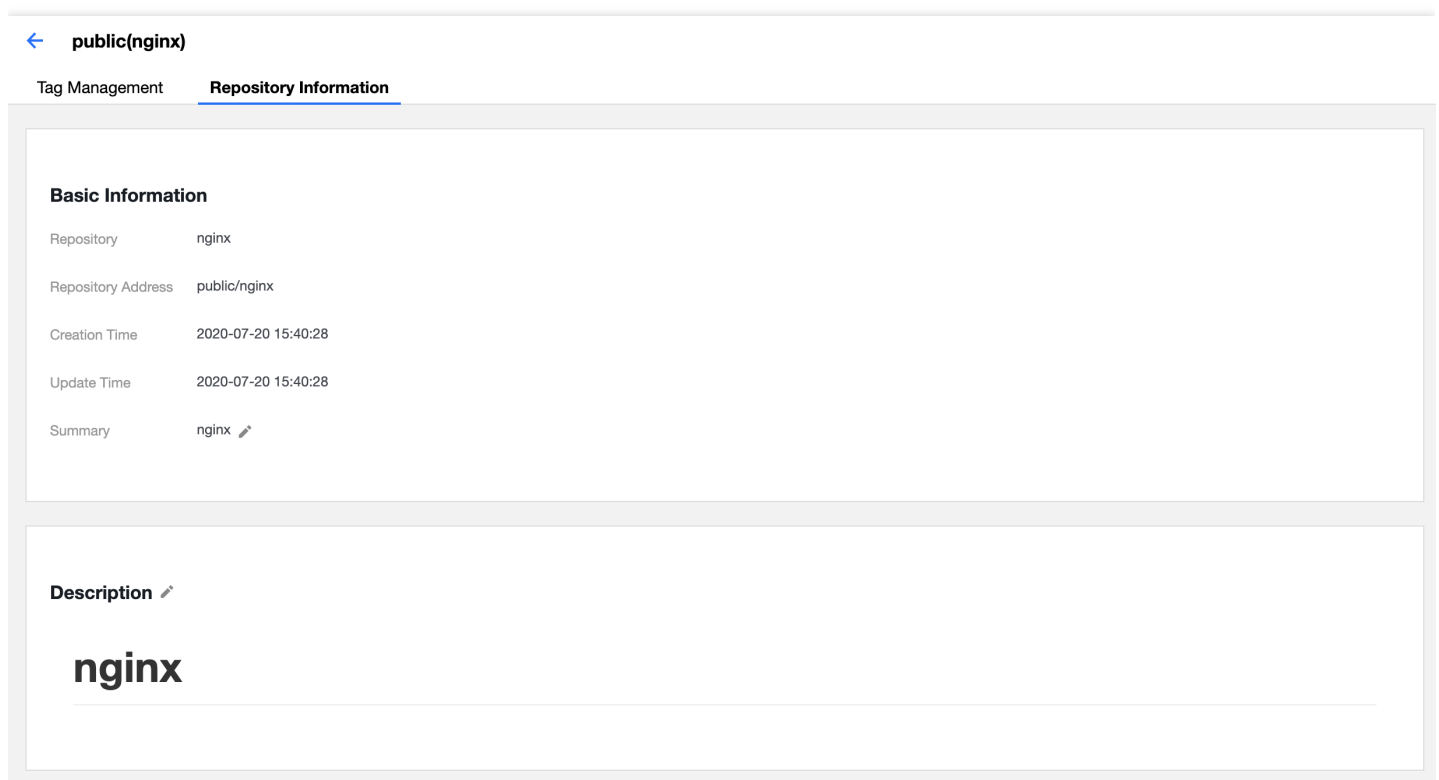 public(nginx)
Tag Management Repository Information
Basic Information
Repository nginx
Repository Address public/nginx
Creation Time 2020-07-20 15:40:28
Update Time 2020-07-20 15:40:28
Summary nginx
Description
nginx